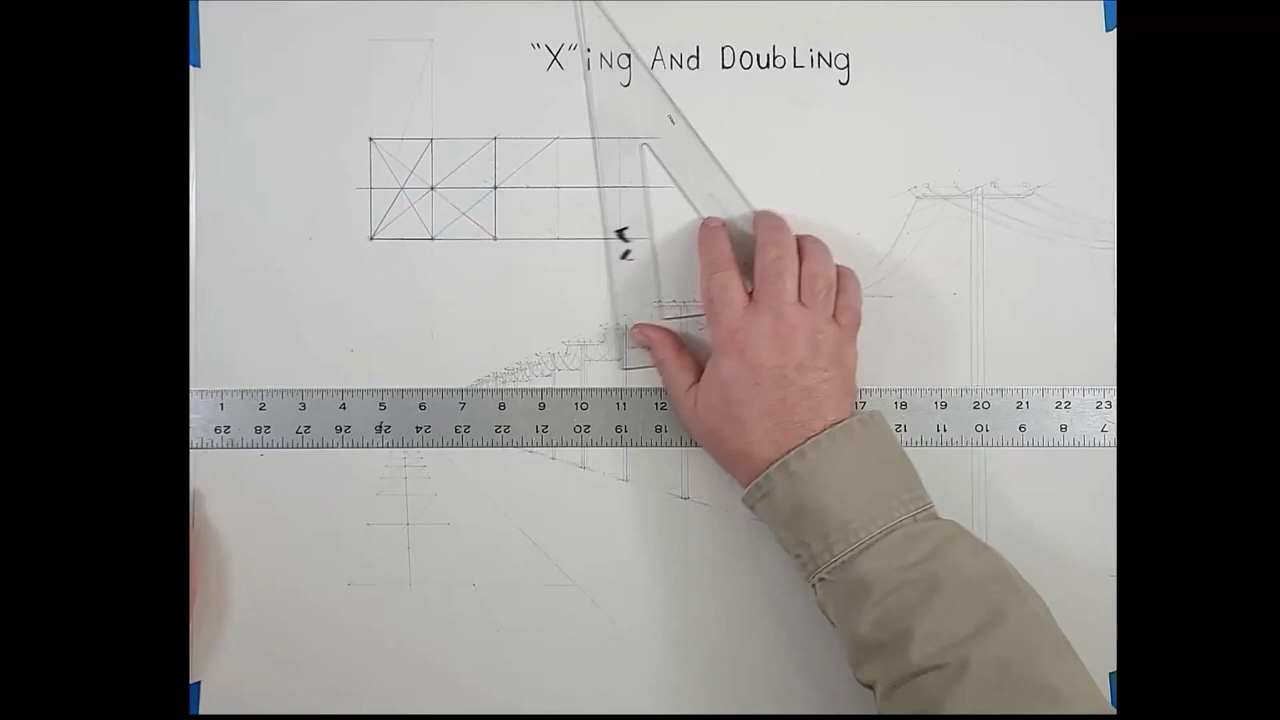 "X"ing And Doubling
1 2 3 4 5 6 7 8 9 10 11 12 17 18 19 20 21 22 23
29 28 27 26 25 24 23 22 21 20 19 18 12 11 10 9 8 7